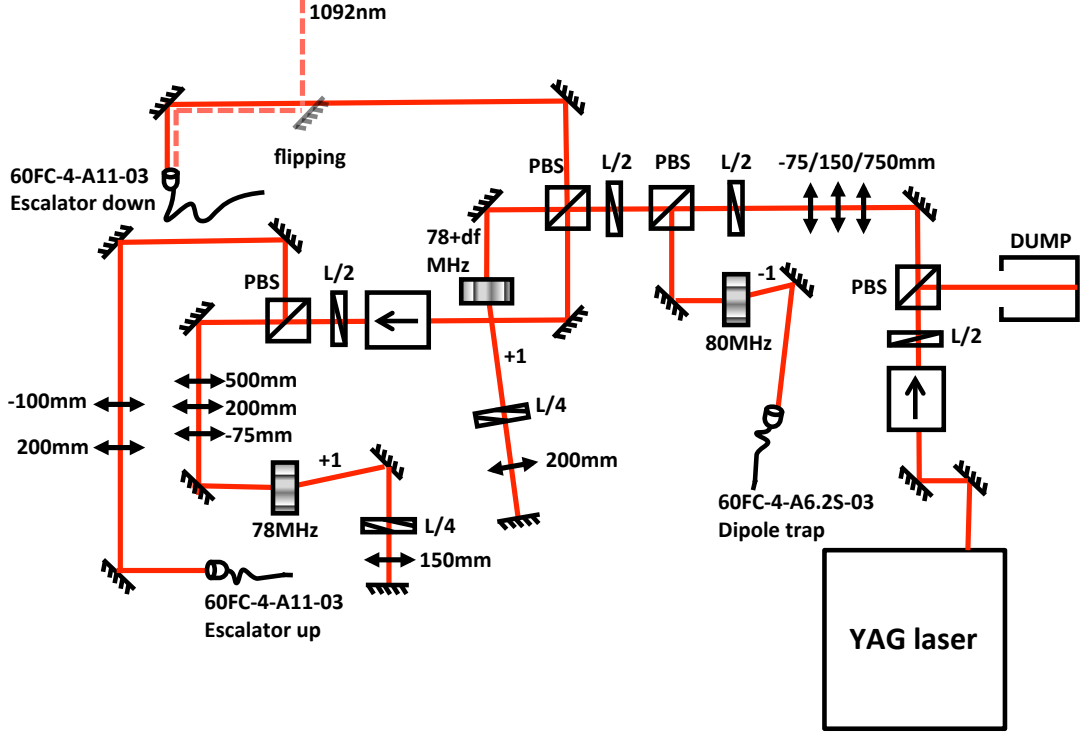 1092nm
flipping
60FC-4-A11-03
Escalator down
PBS
L/2
PBS
L/2
-75/150/750mm
78+df
MHz
DUMP
PBS
L/2
PBS
L/2
-1
80MHz
+1
500mm
200mm
-75mm
-100mm
200mm
L/4
200mm
+1
78MHz
L/4
150mm
60FC-4-A6.2S-03
Dipole trap
60FC-4-A11-03
Escalator up
YAG laser